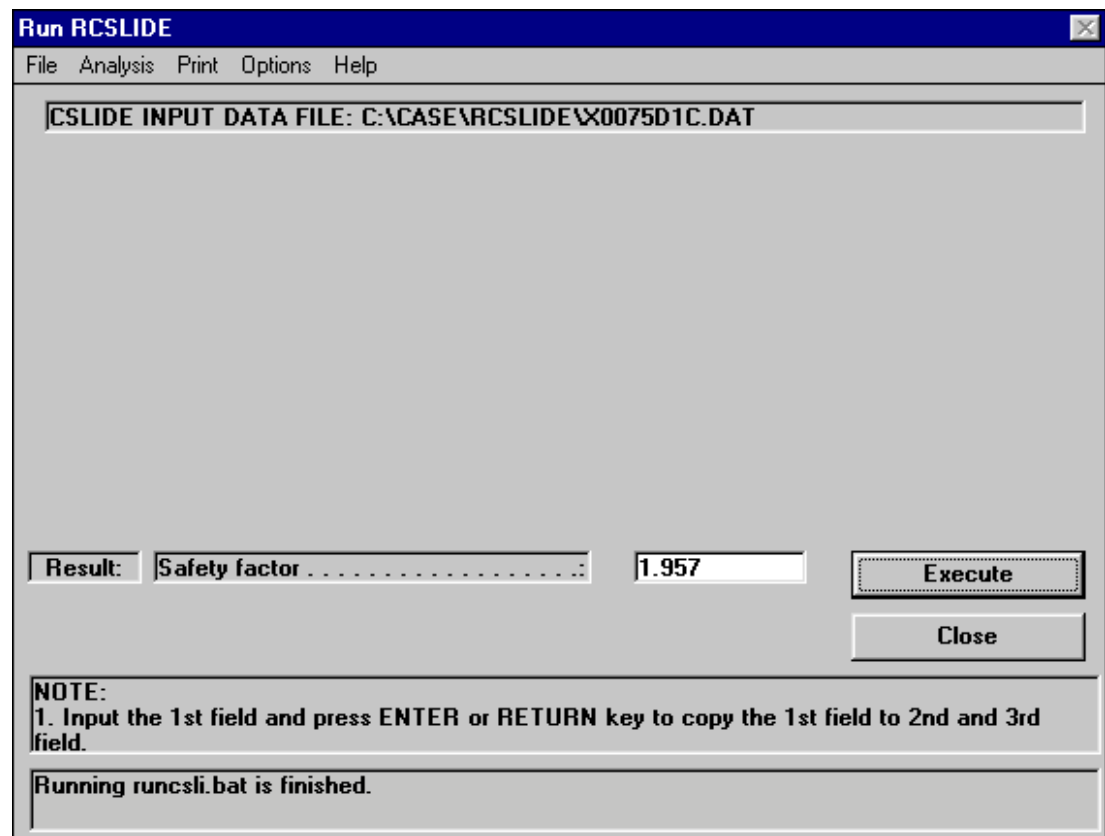 Run RCSLIDE
File Analysis Print Options Help
CSLIDE INPUT DATA FILE: C:\CASE\RCSLIDE\X0075D1C.DAT
Result: Safety factor . . . . . . . . . . . . . . . . . .: 1.957 Execute
Close
NOTE:
1. Input the 1st field and press ENTER or RETURN key to copy the 1st field to 2nd and 3rd
field.
Running runcsli.bat is finished.